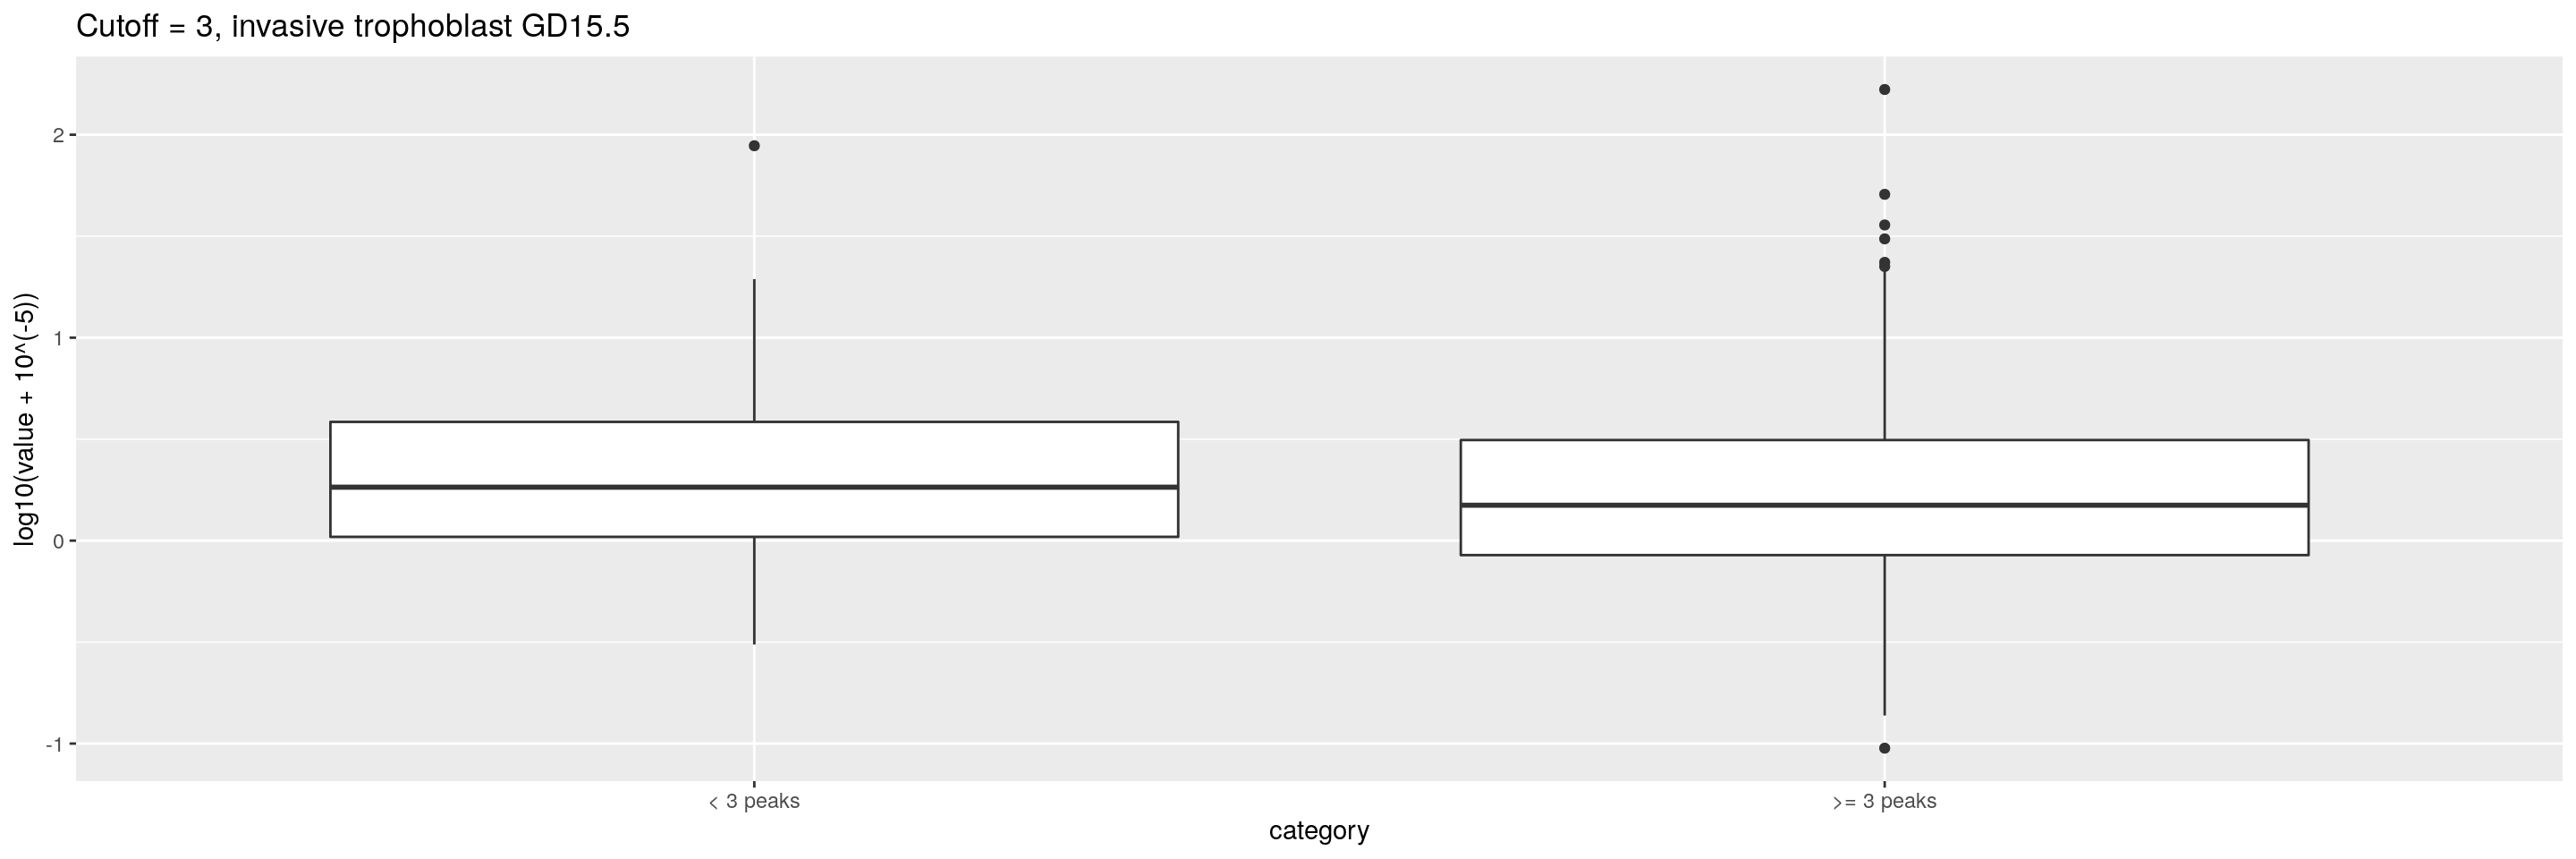 Cutoff = 3, invasive trophoblast GD15.5
log10(value + 10^(-5))
2
1
0
-1
< 3 peaks
>= 3 peaks
category